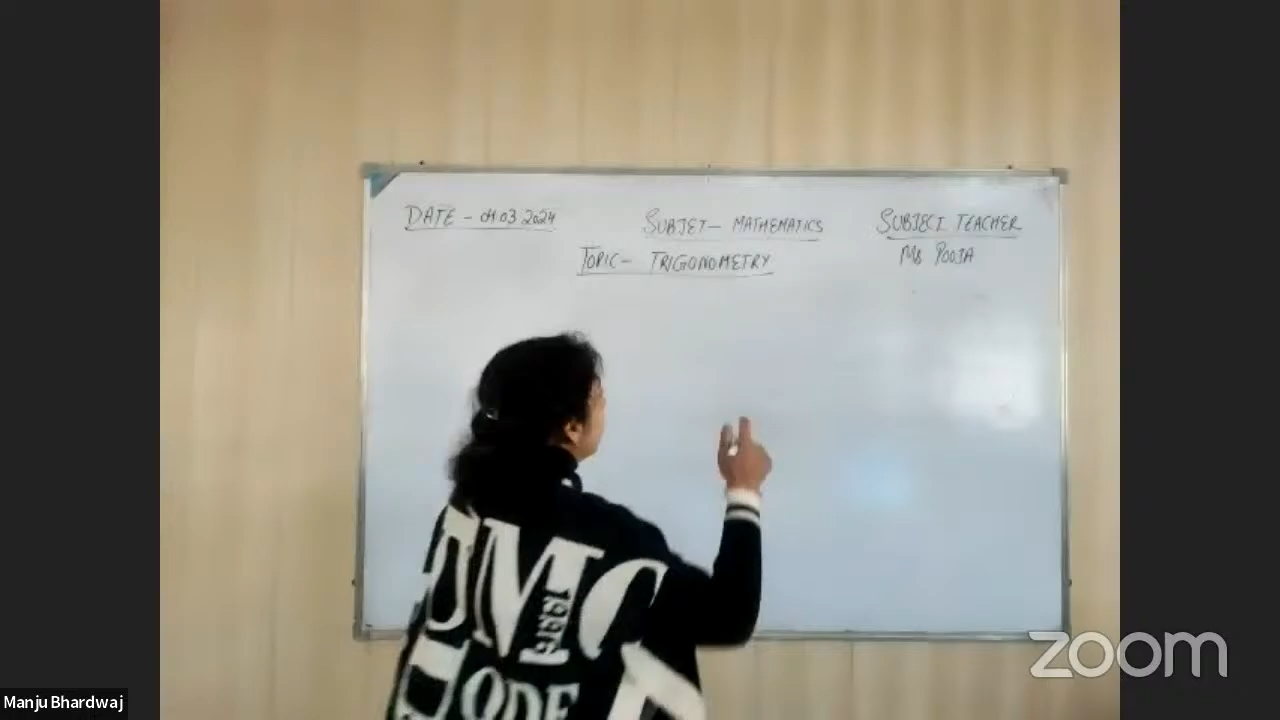 DATE - 04.03.2024
SUBJET - MATHEMATICS
SUBJECT TEACHER
TOPIC - TRIGONOMETRY
Ms POOJA
Manju Bhardwaj
zoom